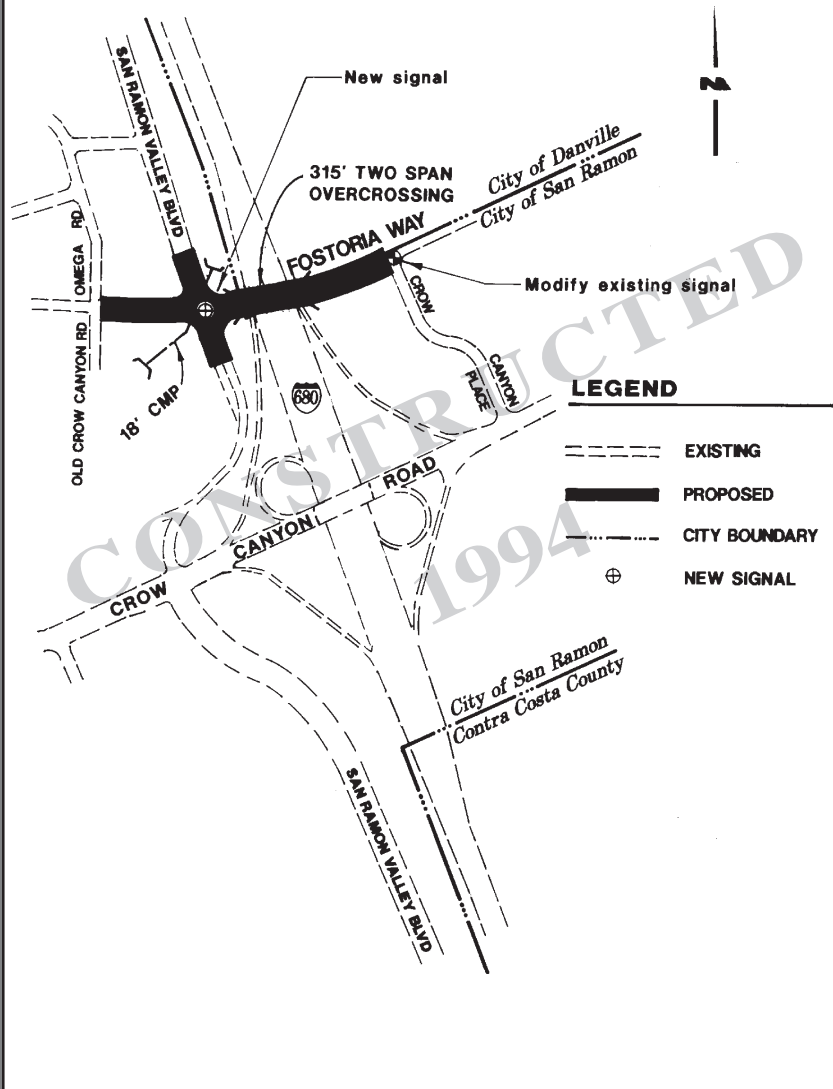 SAN RAMON VALLEY BLVD
New signal
N
315' TWO SPAN
OVERCROSSING
City of Danville
City of San Ramon
FOSTORIA WAY
OMEGA RD
Modify existing signal
CROW
CANYON
PLACE
OLD CROW CANYON RD
18' CMP
680
LEGEND
EXISTING
PROPOSED
CITY BOUNDARY
NEW SIGNAL
CROW
CANYON
ROAD
CONSTRUCTED
1994
City of San Ramon
Contra Costa County
SAN RAMON VALLEY BLVD